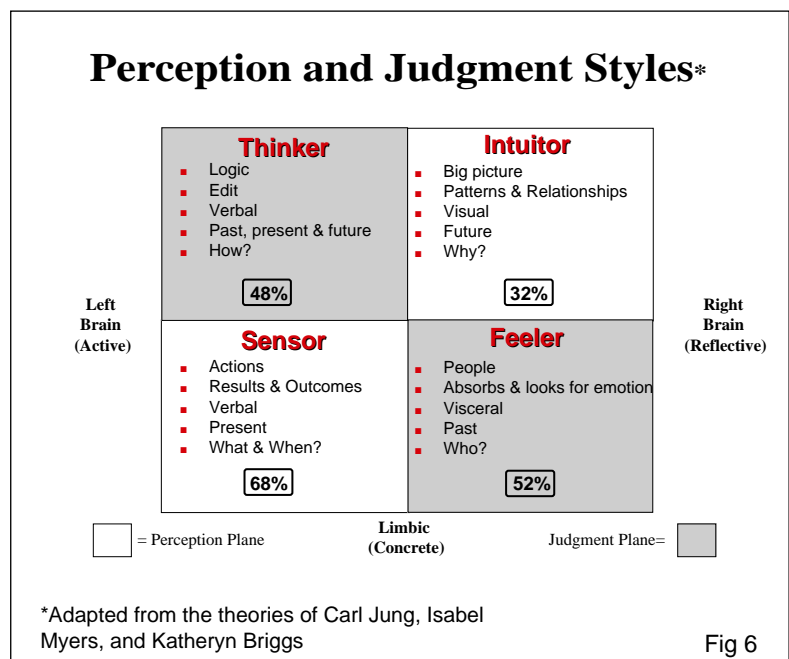 Perception and Judgment Styles*
Thinker
▪ Logic
▪ Edit
▪ Verbal
▪ Past, present & future
▪ How?
48%
Intuitor
▪ Big picture
▪ Patterns & Relationships
▪ Visual
▪ Future
▪ Why?
32%
Left
Brain
(Active)
Right
Brain
(Reflective)
Sensor
▪ Actions
▪ Results & Outcomes
▪ Verbal
▪ Present
▪ What & When?
68%
Feeler
▪ People
▪ Absorbs & looks for emotion
▪ Visceral
▪ Past
▪ Who?
52%
= Perception Plane
Limbic
(Concrete)
Judgment Plane=
*Adapted from the theories of Carl Jung, Isabel
Myers, and Katheryn Briggs
Fig 6